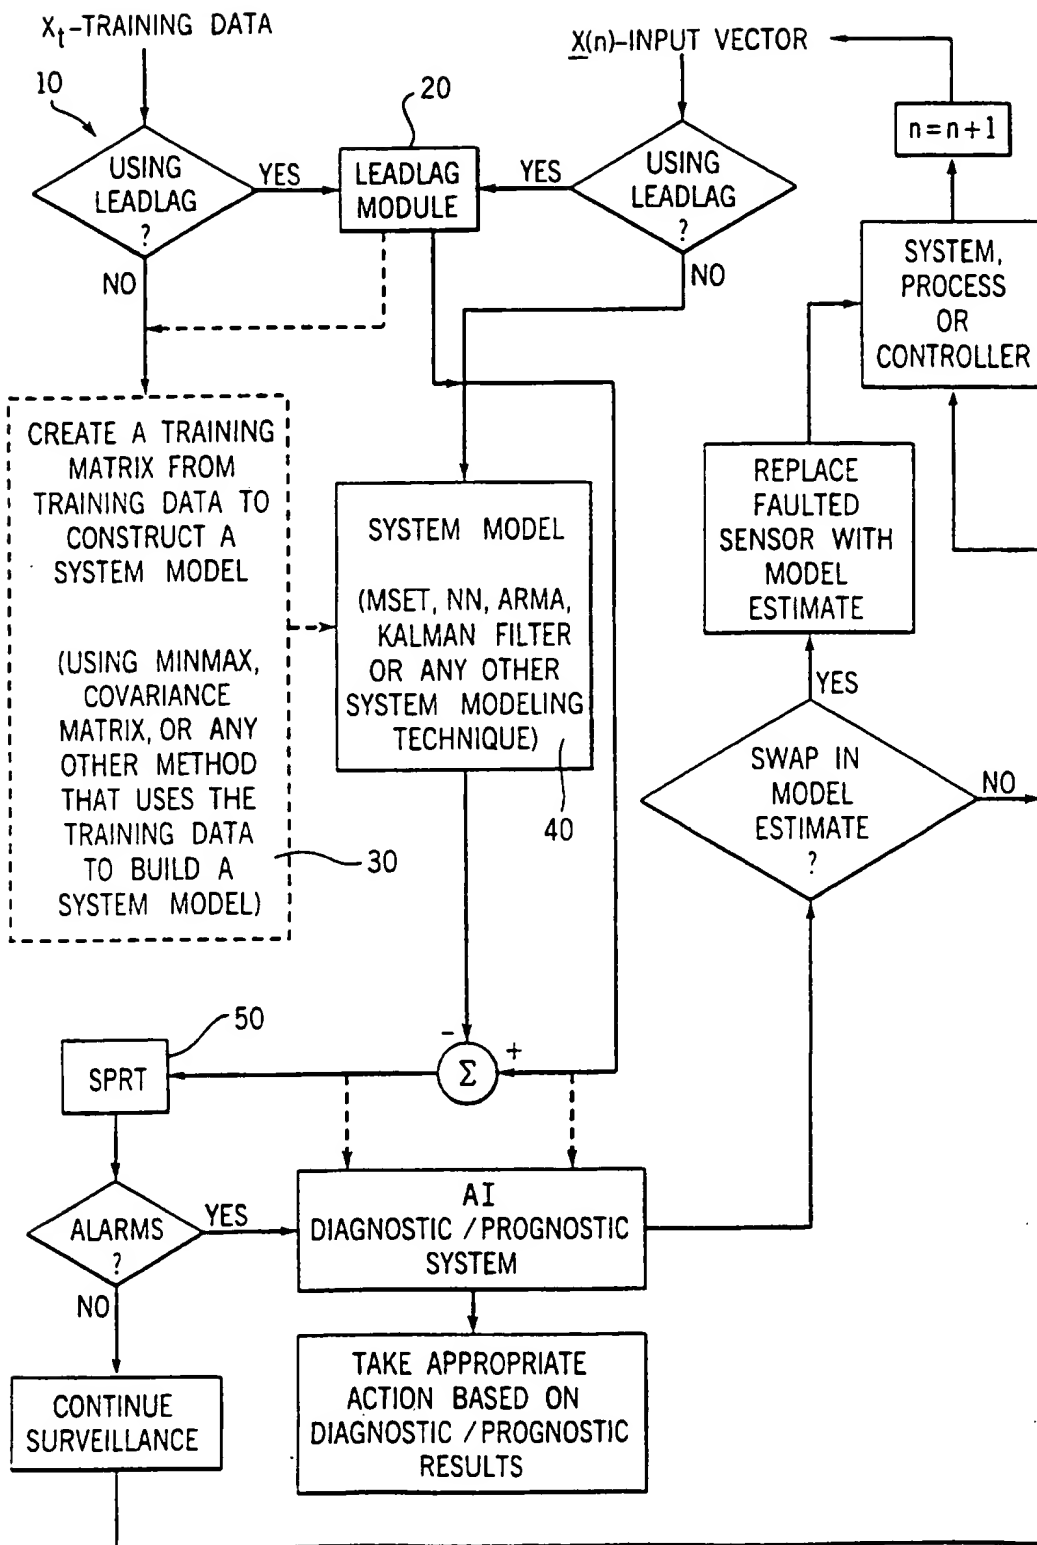 Xt-TRAINING DATA
X(n)-INPUT VECTOR
10
20
n=n+1
USING
LEADLAG
?
YES
LEADLAG
MODULE
YES
USING
LEADLAG
?
NO
NO
SYSTEM,
PROCESS
OR
CONTROLLER
CREATE A TRAINING
MATRIX FROM
TRAINING DATA TO
CONSTRUCT A
SYSTEM MODEL
(USING MINMAX,
COVARIANCE
MATRIX, OR ANY
OTHER METHOD
THAT USES THE
TRAINING DATA
TO BUILD A
SYSTEM MODEL)
30
SYSTEM MODEL
(MSET, NN, ARMA,
KALMAN FILTER
OR ANY OTHER
SYSTEM MODELING
TECHNIQUE)
40
REPLACE
FAULTED
SENSOR WITH
MODEL
ESTIMATE
YES
SWAP IN
MODEL
ESTIMATE
?
NO
50
SPRT
-
+
Σ
ALARMS
?
YES
NO
AI
DIAGNOSTIC / PROGNOSTIC
SYSTEM
CONTINUE
SURVEILLANCE
TAKE APPROPRIATE
ACTION BASED ON
DIAGNOSTIC / PROGNOSTIC
RESULTS